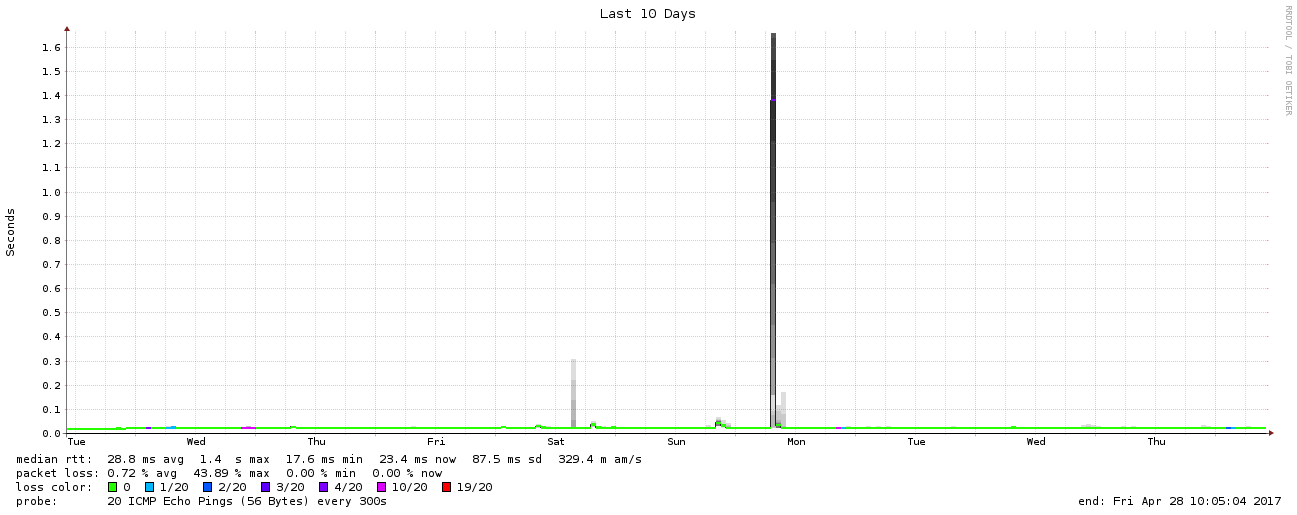 Last 10 Days
RRDTOOL / TOBI OETIKER
Seconds
1.6
1.5
1.4
1.3
1.2
1.1
1.0
0.9
0.8
0.7
0.6
0.5
0.4
0.3
0.2
0.1
0.0
Tue Wed Thu Fri Sat Sun Mon Tue Wed Thu
median rtt: 28.8 ms avg 1.4 s max 17.6 ms min 23.4 ms now 87.5 ms sd 329.4 m am/s
packet loss: 0.72 % avg 43.89 % max 0.00 % min 0.00 % now
loss color: 0 1/20 2/20 3/20 4/20 10/20 19/20
probe: 20 ICMP Echo Pings (56 Bytes) every 300s end: Fri Apr 28 10:05:04 2017